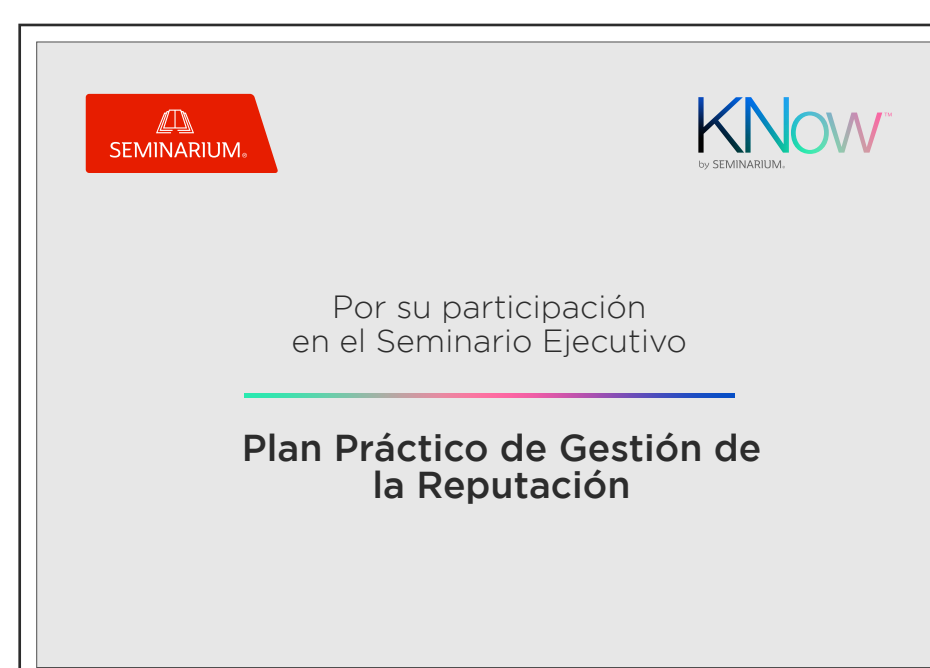 SEMINARIUM®
KNow™
by SEMINARIUM®
Por su participación
en el Seminario Ejecutivo
Plan Práctico de Gestión de
la Reputación